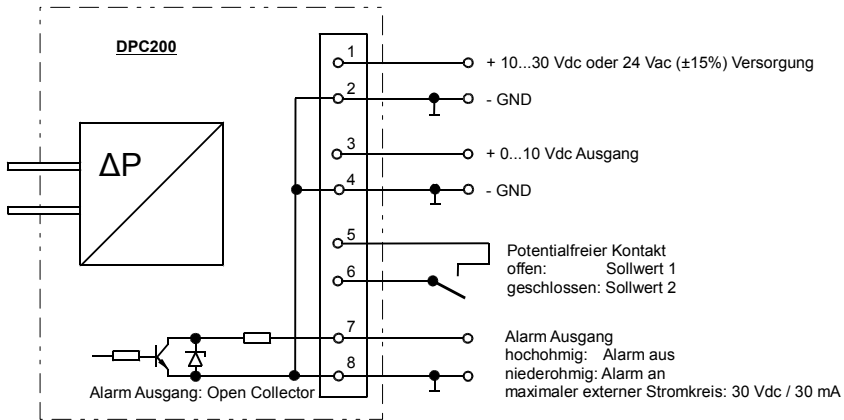 DPC200
1
+ 10...30 Vdc oder 24 Vac (±15%) Versorgung
2
- GND
3
+ 0...10 Vdc Ausgang
ΔP
4
- GND
5
Potentialfreier Kontakt
offen: Sollwert 1
6
geschlossen: Sollwert 2
7
Alarm Ausgang
hochohmig: Alarm aus
8
niederohmig: Alarm an
Alarm Ausgang: Open Collector
maximaler externer Stromkreis: 30 Vdc / 30 mA